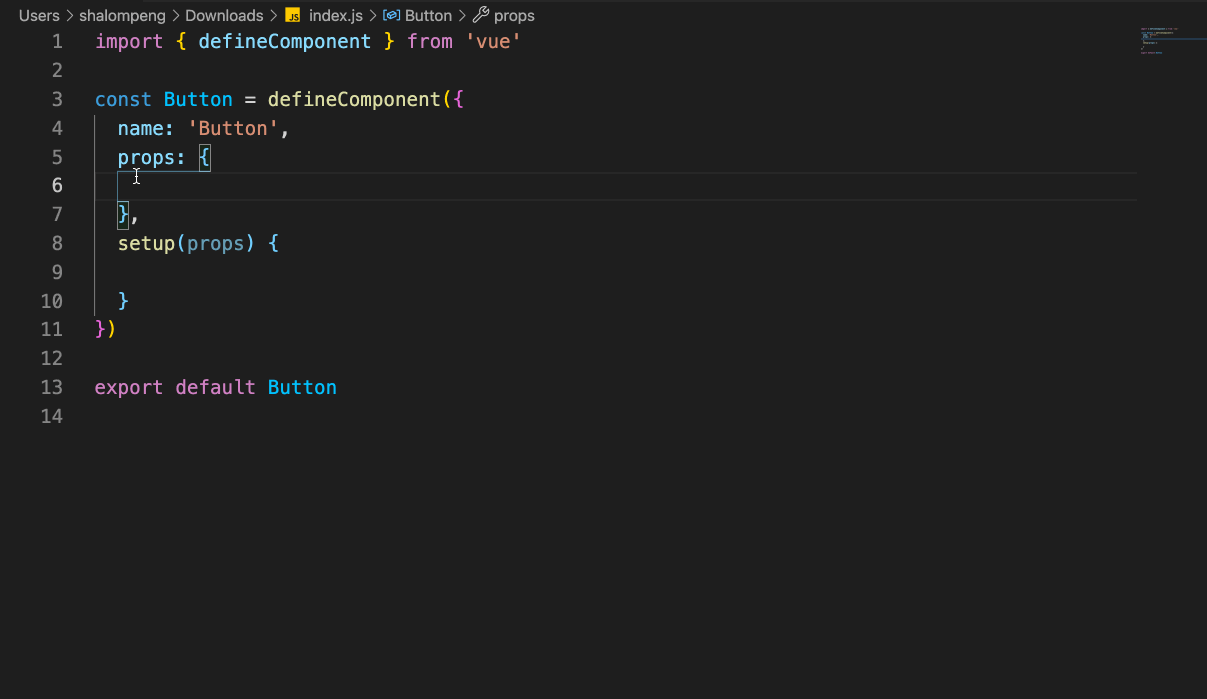 Users > shalompeng > Downloads > JS index.js > Button > props
1 import { defineComponent } from 'vue'
2
3 const Button = defineComponent({
4   name: 'Button',
5   props: {
6
7   },
8   setup(props) {
9
10   }
11 })
12
13 export default Button
14